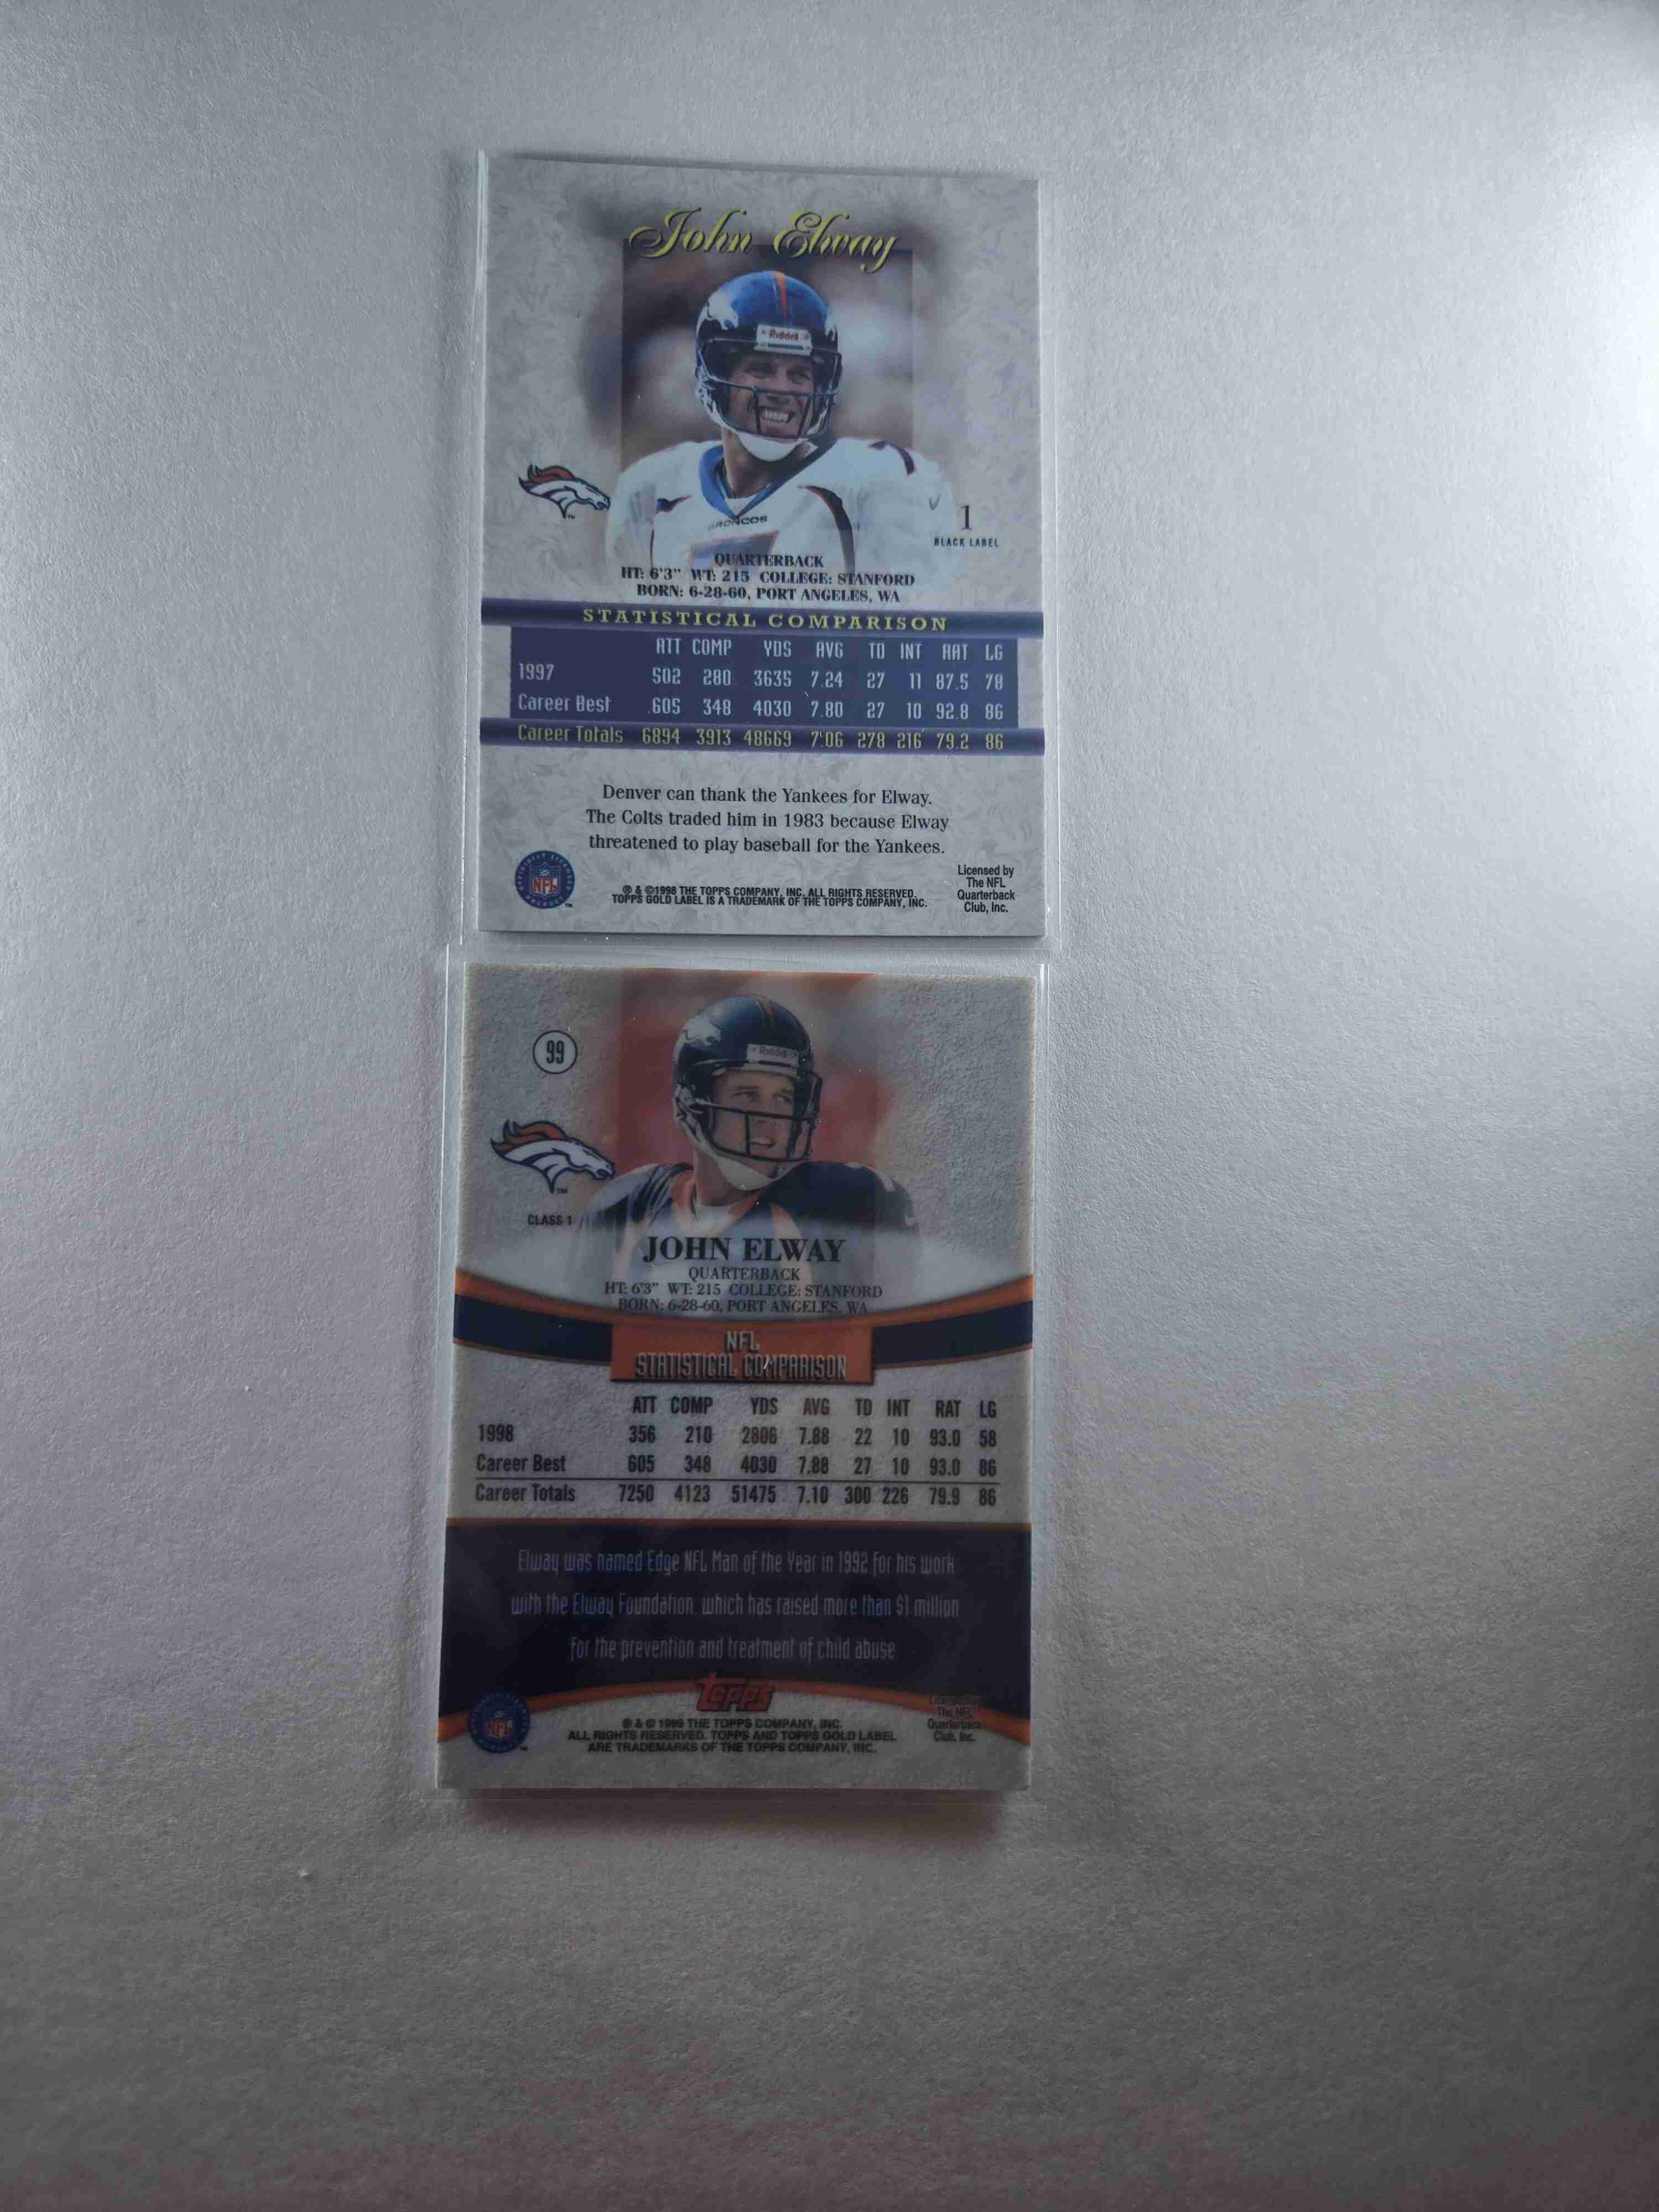 John Elway
Riddell
BRONCOS
1
BLACK LABEL
QUARTERBACK
HT: 6'3" WT: 215 COLLEGE: STANFORD
BORN: 6-28-60, PORT ANGELES, WA
STATISTICAL COMPARISON
ATT COMP YDS AVG TD INT RAT LG
1997 502 280 3635 7.24 27 11 87.5 78
Career Best 605 348 4030 7.80 27 10 92.8 86
Career Totals 6894 3913 48669 7.06 278 216 79.2 86
Denver can thank the Yankees for Elway.
The Colts traded him in 1983 because Elway
threatened to play baseball for the Yankees.
NFL
® & ©1998 THE TOPPS COMPANY, INC. ALL RIGHTS RESERVED.
TOPPS GOLD LABEL IS A TRADEMARK OF THE TOPPS COMPANY, INC.
Licensed by
The NFL
Quarterback
Club, Inc.
99
Riddell
TM
CLASS 1
JOHN ELWAY
QUARTERBACK
HT: 6'3" WT: 215 COLLEGE: STANFORD
BORN: 6-28-60, PORT ANGELES, WA
NFL
STATISTICAL COMPARISON
ATT COMP YDS AVG TD INT RAT LG
1998 356 210 2806 7.88 22 10 93.0 58
Career Best 605 348 4030 7.88 27 10 93.0 86
Career Totals 7250 4123 51475 7.10 300 226 79.9 86
Elway was named Edge NFL Man of the Year in 1992 for his work
with the Elway Foundation, which has raised more than $1 million
for the prevention and treatment of child abuse.
Topps
NFL
® & © 1999 THE TOPPS COMPANY, INC.
ALL RIGHTS RESERVED. TOPPS AND TOPPS GOLD LABEL
ARE TRADEMARKS OF THE TOPPS COMPANY, INC.
Licensed by
The NFL
Quarterback
Club, Inc.